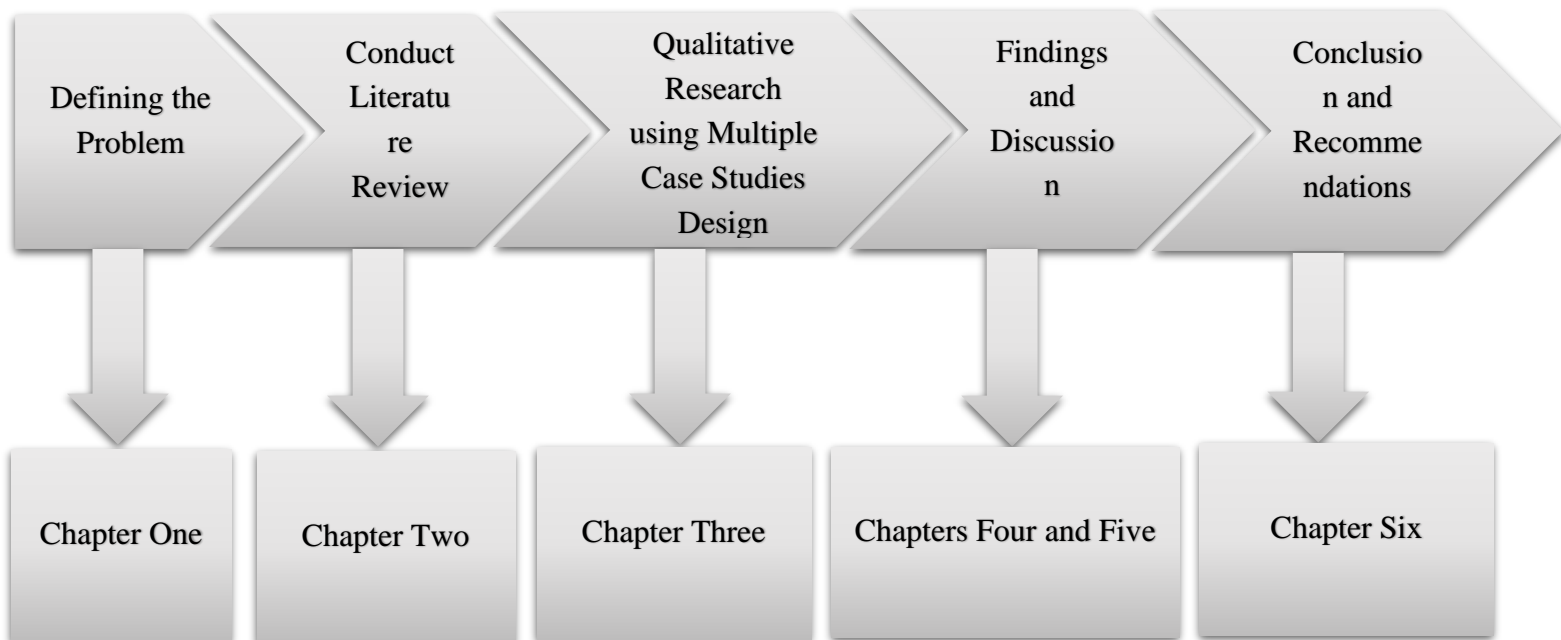 Defining the
Problem
Conduct
Literatu
re
Review
Qualitative
Research
using Multiple
Case Studies
Design
Findings
and
Discussio
n
Conclusio
n and
Recomme
ndations
Chapter One
Chapter Two
Chapter Three
Chapters Four and Five
Chapter Six